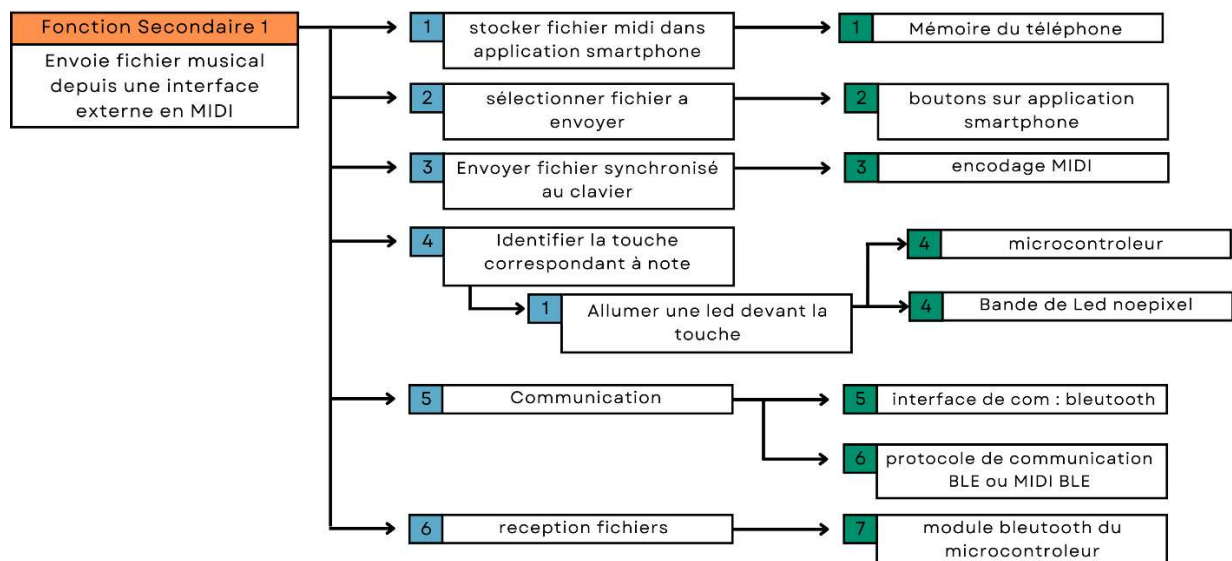 Fonction Secondaire 1
Envoie fichier musical
depuis une interface
externe en MIDI
1
stocker fichier midi dans
application smartphone
1
Mémoire du téléphone
2
sélectionner fichier a
envoyer
2
boutons sur application
smartphone
3
Envoyer fichier synchronisé
au clavier
3
encodage MIDI
4
Identifier la touche
correspondant à note
4
microcontroleur
1
Allumer une led devant la
touche
4
Bande de Led noepixel
5
Communication
5
interface de com : bleutooth
6
protocole de communication
BLE ou MIDI BLE
6
reception fichiers
7
module bleutooth du
microcontroleur